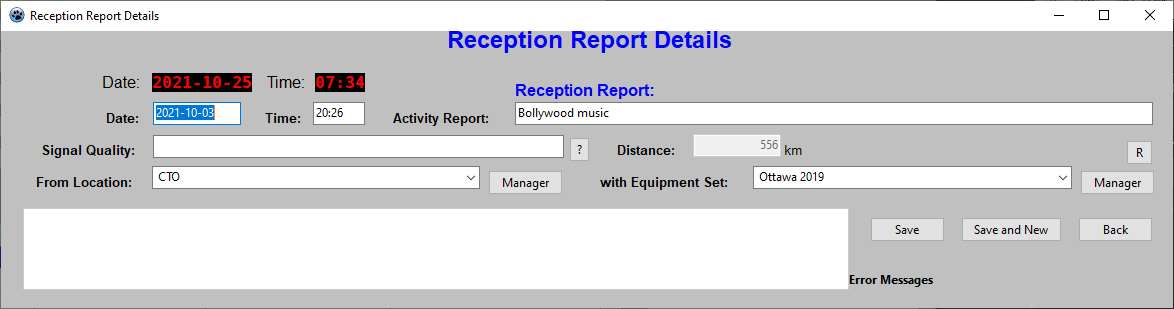 Reception Report Details
Reception Report Details
Date: 2021-10-25 Time: 07:34
Reception Report:
Date: 2021-10-03 Time: 20:26 Activity Report: Bollywood music
Signal Quality: ? Distance: 556 km R
From Location: CTO Manager with Equipment Set: Ottawa 2019 Manager
Save Save and New Back
Error Messages